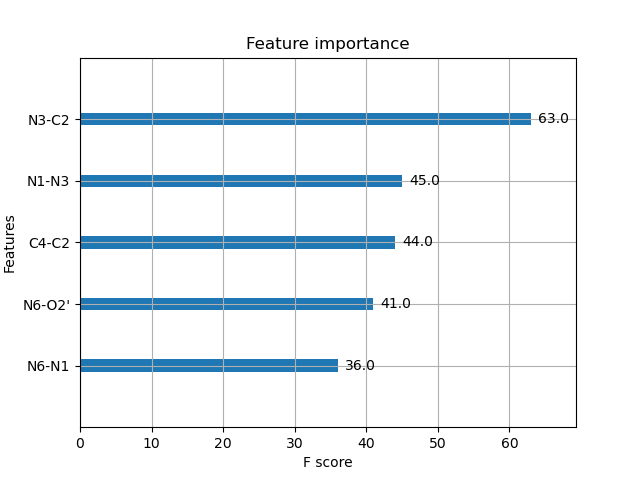 Feature importance
Features
N3-C2 63.0
N1-N3 45.0
C4-C2 44.0
N6-O2' 41.0
N6-N1 36.0
0 10 20 30 40 50 60
F score